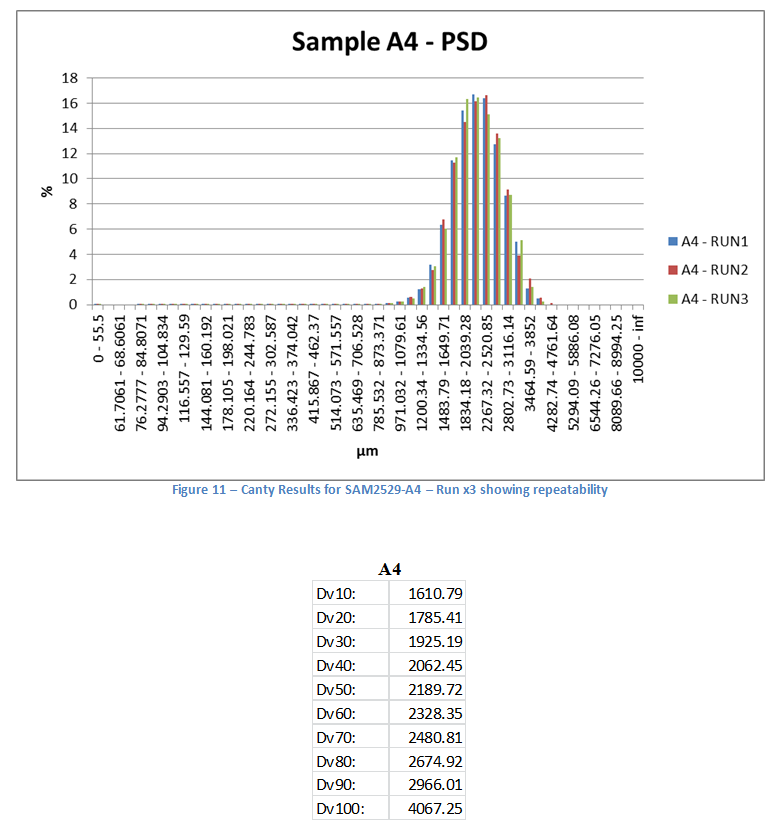 Sample A4 - PSD
%
18
16
14
12
10
8
6
4
2
0
0 - 55.5
61.7061 - 68.6061
76.2777 - 84.8071
94.2903 - 104.834
116.557 - 129.59
144.081 - 160.192
178.105 - 198.021
220.164 - 244.783
272.155 - 302.587
336.423 - 374.042
415.867 - 462.37
514.073 - 571.557
635.469 - 706.528
785.532 - 873.371
971.032 - 1079.61
1200.34 - 1334.56
1483.79 - 1649.71
1834.18 - 2039.28
2267.32 - 2520.85
2802.73 - 3116.14
3464.59 - 3852
4282.74 - 4761.64
5294.09 - 5886.08
6544.26 - 7276.05
8089.66 - 8994.25
10000 - inf
µm
A4 - RUN1
A4 - RUN2
A4 - RUN3
Figure 11 – Canty Results for SAM2529-A4 – Run x3 showing repeatability
A4
Dv10: 1610.79
Dv20: 1785.41
Dv30: 1925.19
Dv40: 2062.45
Dv50: 2189.72
Dv60: 2328.35
Dv70: 2480.81
Dv80: 2674.92
Dv90: 2966.01
Dv100: 4067.25